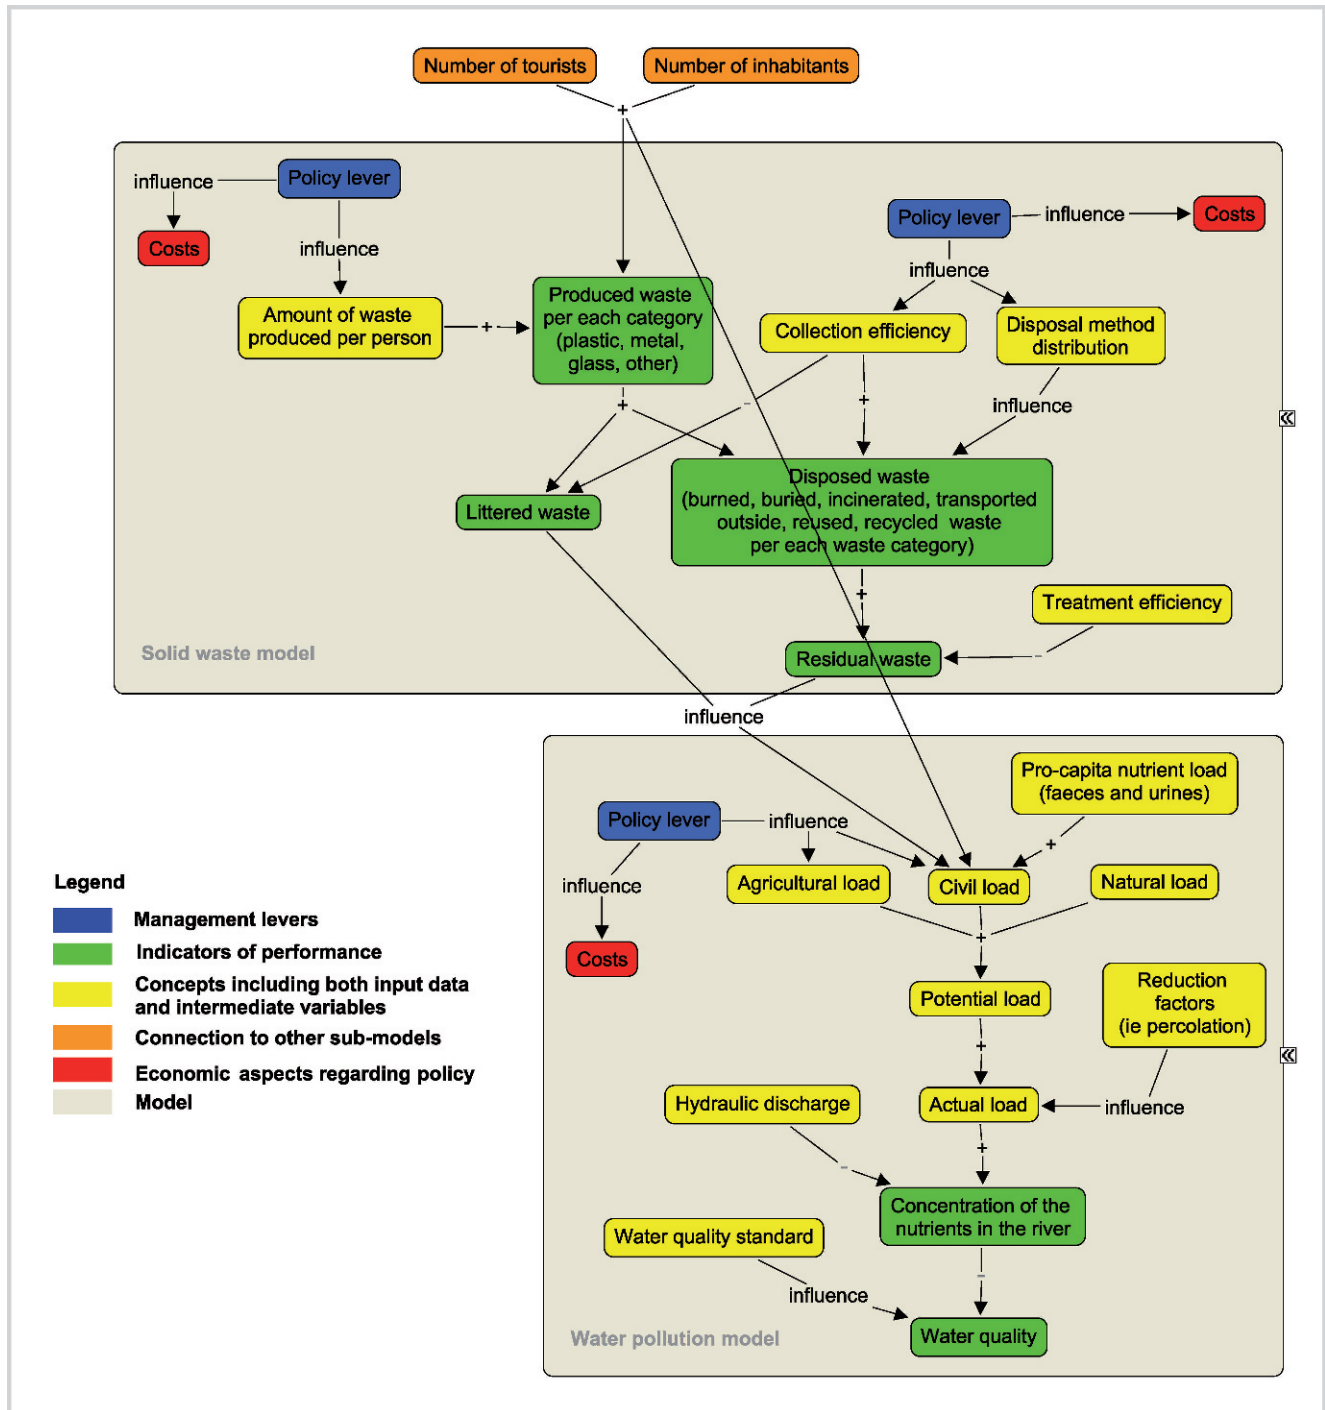 Number of tourists
Number of inhabitants
+
influence
Policy lever
Costs
influence
Policy lever
influence
Costs
influence
Amount of waste
produced per person
+
Produced waste
per each category
(plastic, metal,
glass, other)
Collection efficiency
Disposal method
distribution
+
-
+
influence
Littered waste
Disposed waste
(burned, buried, incinerated, transported
outside, reused, recycled waste
per each waste category)
+
Treatment efficiency
Solid waste model
Residual waste
-
influence
Pro-capita nutrient load
(faeces and urines)
Policy lever
influence
+
influence
Agricultural load
Civil load
Natural load
Costs
+
Potential load
Reduction
factors
(ie percolation)
+
Hydraulic discharge
Actual load
influence
+
-
Concentration of the
nutrients in the river
Water quality standard
-
influence
Water quality
Water pollution model
Legend
Management levers
Indicators of performance
Concepts including both input data
and intermediate variables
Connection to other sub-models
Economic aspects regarding policy
Model